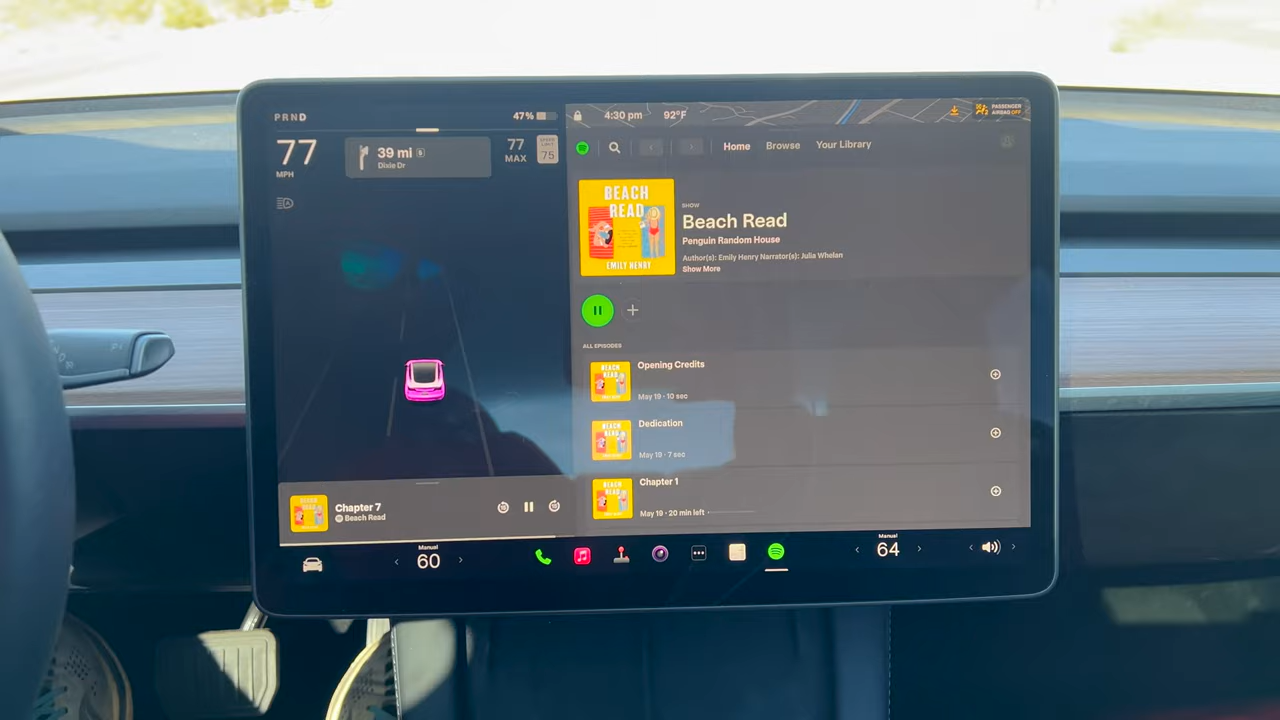 PRND
47%
77
MPH
39 mi
Dixie Dr
77
MAX
SPEED
LIMIT
75
4:30 pm
92°F
PASSENGER
AIRBAG OFF
Home
Browse
Your Library
BEACH
READ
EMILY HENRY
SHOW
Beach Read
Penguin Random House
Author(s): Emily Henry Narrator(s): Julia Whelan
Show More
ALL EPISODES
Opening Credits
May 19 · 10 sec
Dedication
May 19 · 7 sec
Chapter 1
May 19 · 20 min left
Chapter 7
Beach Read
Manual
60
Manual
64